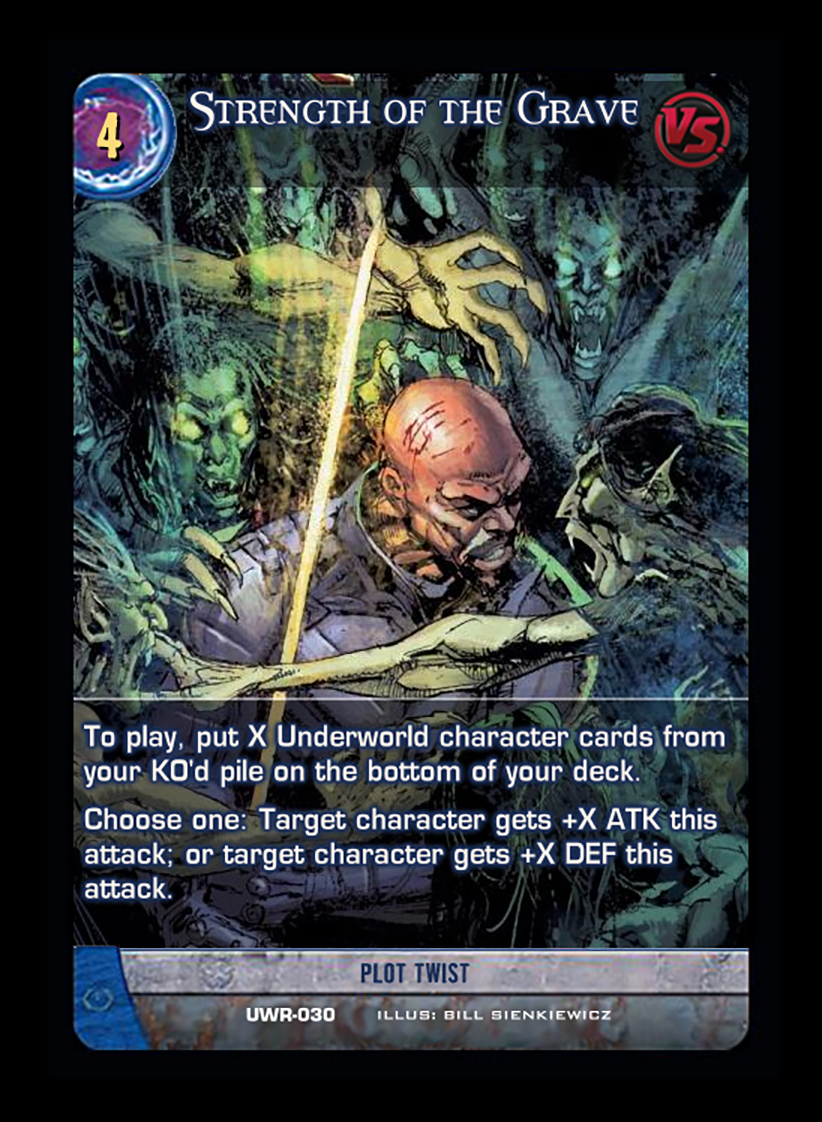 4
STRENGTH OF THE GRAVE
VS.
To play, put X Underworld character cards from
your KO'd pile on the bottom of your deck.
Choose one: Target character gets +X ATK this
attack; or target character gets +X DEF this
attack.
PLOT TWIST
UWR-030 ILLUS: BILL SIENKIEWICZ